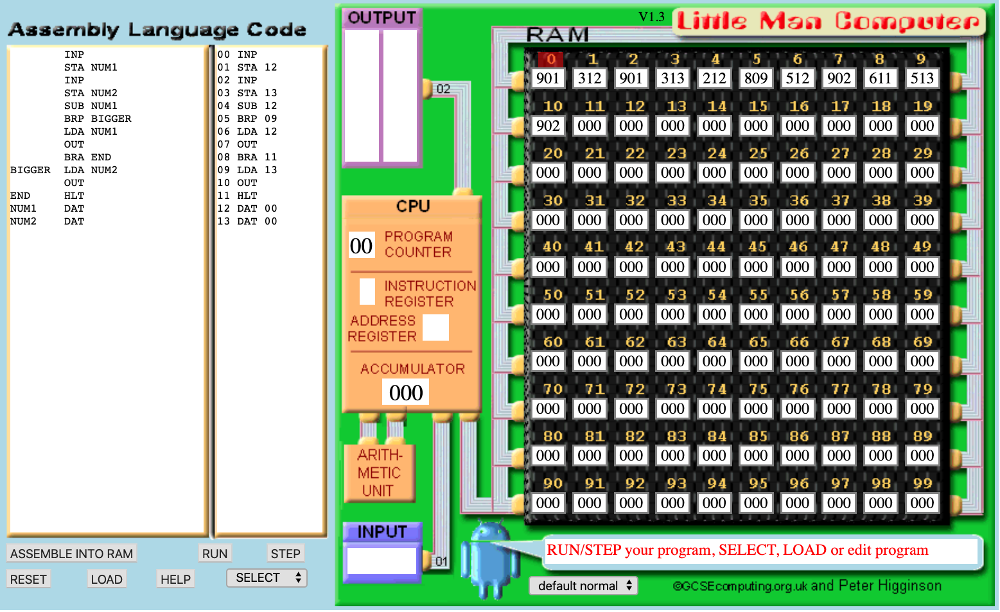 Assembly Language Code
INP
STA NUM1
INP
STA NUM2
SUB NUM1
BRP BIGGER
LDA NUM1
OUT
BRA END
BIGGER LDA NUM2
OUT
END HLT
NUM1 DAT
NUM2 DAT
00 INP
01 STA 12
02 INP
03 STA 13
04 SUB 12
05 BRP 09
06 LDA 12
07 OUT
08 BRA 11
09 LDA 13
10 OUT
11 HLT
12 DAT 00
13 DAT 00
ASSEMBLE INTO RAM RUN STEP
RESET LOAD HELP SELECT
OUTPUT
02
CPU
00 PROGRAM
COUNTER
INSTRUCTION
REGISTER
ADDRESS
REGISTER
ACCUMULATOR
000
ARITH-
METIC
UNIT
INPUT
01
V1.3 Little Man Computer
RAM
0 1 2 3 4 5 6 7 8 9
901 312 901 313 212 809 512 902 611 513
10 11 12 13 14 15 16 17 18 19
902 000 000 000 000 000 000 000 000 000
20 21 22 23 24 25 26 27 28 29
000 000 000 000 000 000 000 000 000 000
30 31 32 33 34 35 36 37 38 39
000 000 000 000 000 000 000 000 000 000
40 41 42 43 44 45 46 47 48 49
000 000 000 000 000 000 000 000 000 000
50 51 52 53 54 55 56 57 58 59
000 000 000 000 000 000 000 000 000 000
60 61 62 63 64 65 66 67 68 69
000 000 000 000 000 000 000 000 000 000
70 71 72 73 74 75 76 77 78 79
000 000 000 000 000 000 000 000 000 000
80 81 82 83 84 85 86 87 88 89
000 000 000 000 000 000 000 000 000 000
90 91 92 93 94 95 96 97 98 99
000 000 000 000 000 000 000 000 000 000
RUN/STEP your program, SELECT, LOAD or edit program
default normal
©GCSEcomputing.org.uk and Peter Higginson